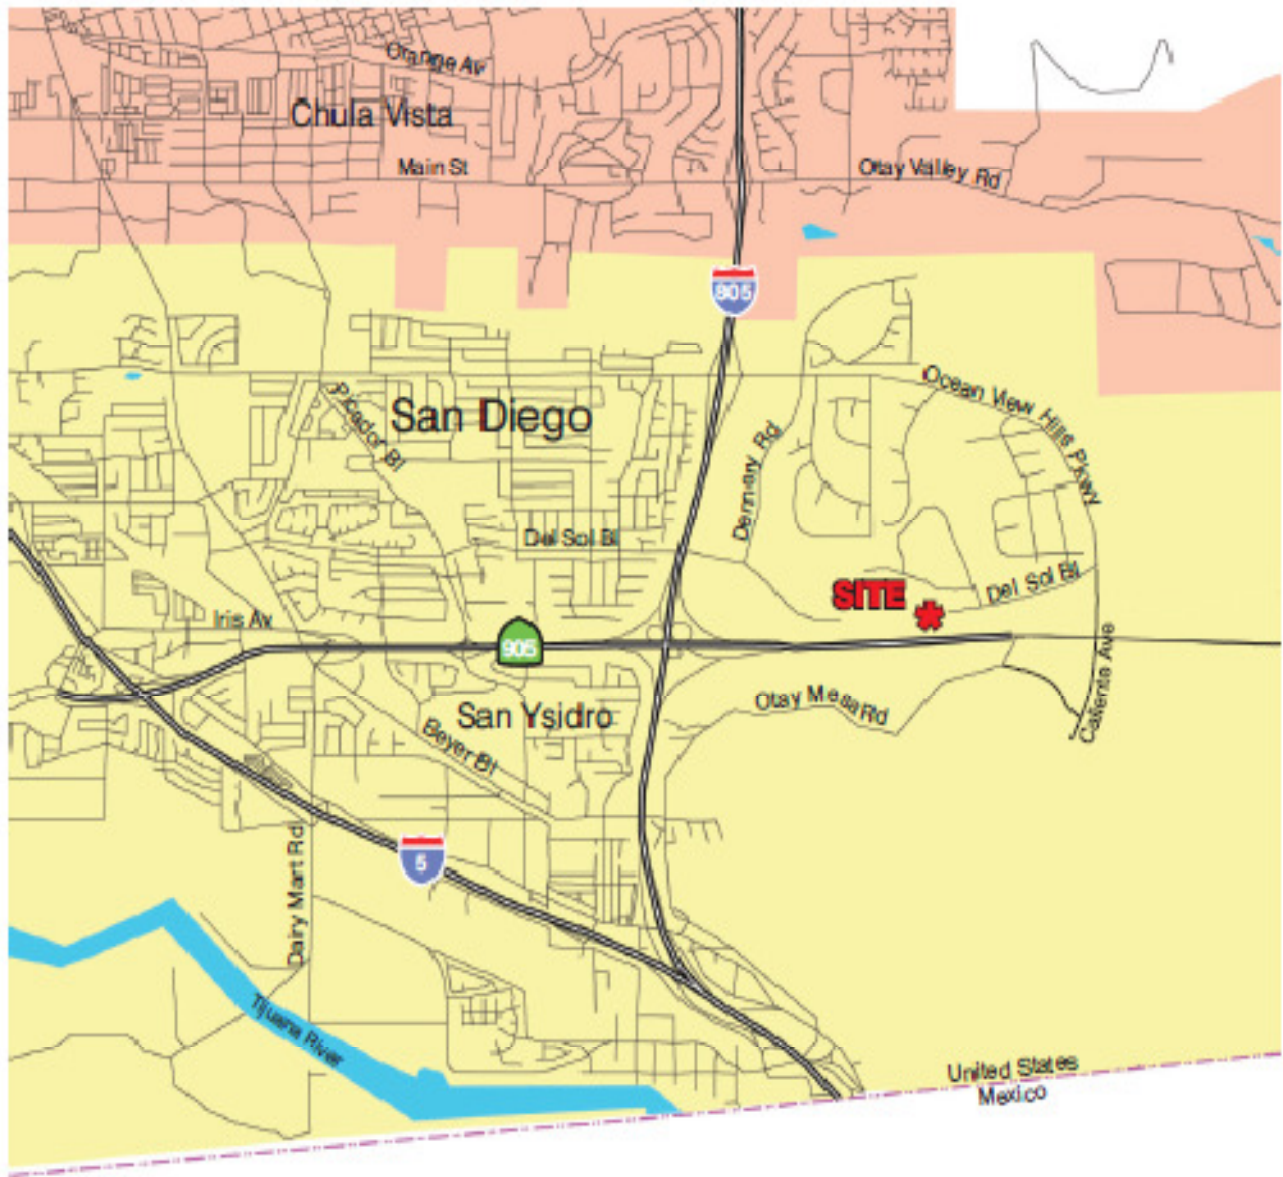 Orange Av
Chula Vista
Main St
Otay Valley Rd
805
Ocean View Hills Pkwy
Picador Bl
San Diego
Dennery Rd
Del Sol Bl
Del Sol Bl
SITE *
Iris Av
905
Caliente Ave
San Ysidro
Otay Mesa Rd
Beyer Bl
Dairy Mart Rd
5
Tijuana River
United States
Mexico